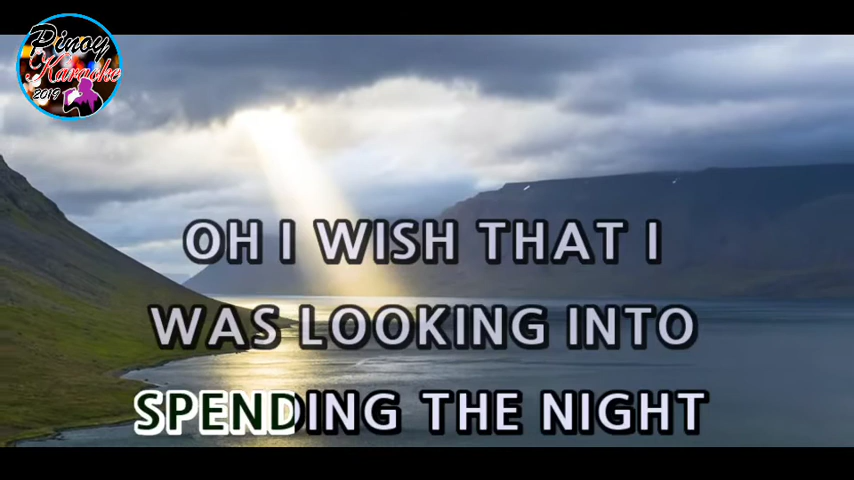 Pinoy
Karaoke
2019
OH I WISH THAT I
WAS LOOKING INTO
SPENDING THE NIGHT